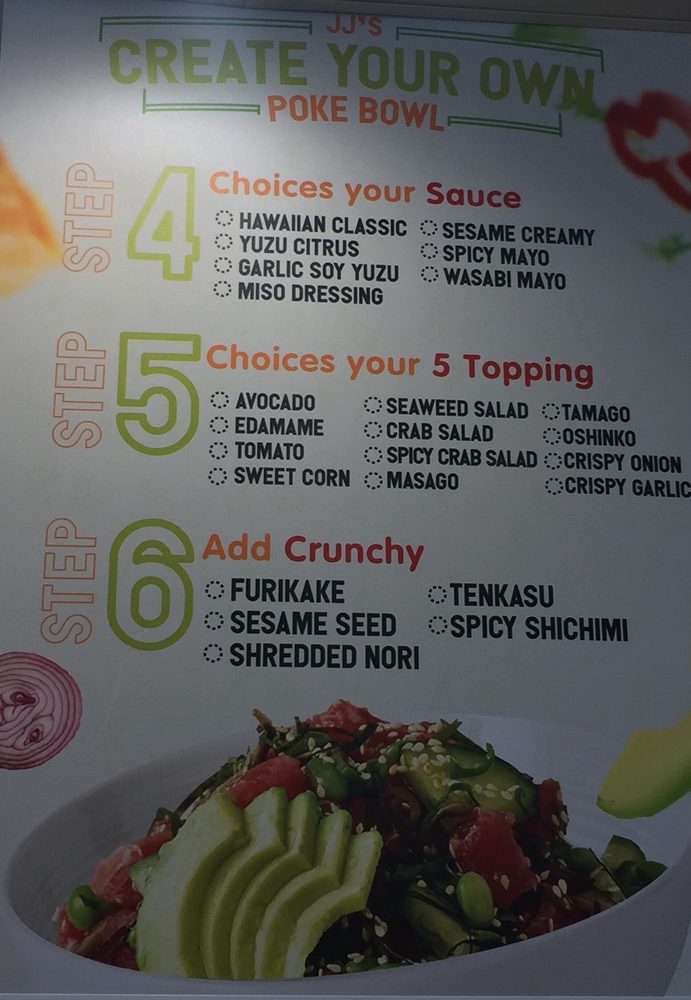 JJ's
CREATE YOUR OWN
POKE BOWL
STEP 4
Choices your Sauce
HAWAIIAN CLASSIC
YUZU CITRUS
GARLIC SOY YUZU
MISO DRESSING
SESAME CREAMY
SPICY MAYO
WASABI MAYO
STEP 5
Choices your 5 Topping
AVOCADO
EDAMAME
TOMATO
SWEET CORN
SEAWEED SALAD
CRAB SALAD
SPICY CRAB SALAD
MASAGO
TAMAGO
OSHINKO
CRISPY ONION
CRISPY GARLIC
STEP 6
Add Crunchy
FURIKAKE
SESAME SEED
SHREDDED NORI
TENKASU
SPICY SHICHIMI